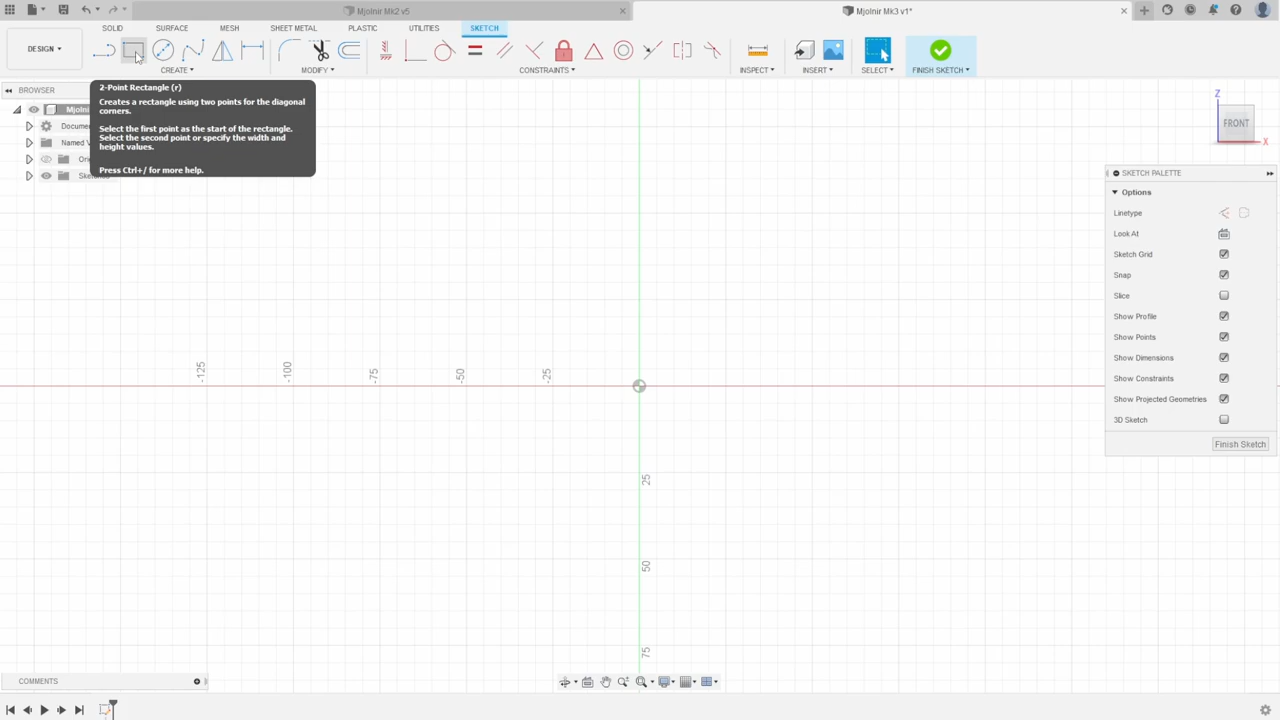 Mjolnir Mk2 v5
Mjolnir Mk3 v1*
SOLID
SURFACE
MESH
SHEET METAL
PLASTIC
UTILITIES
SKETCH
DESIGN
CREATE
MODIFY
CONSTRAINTS
INSPECT
INSERT
SELECT
FINISH SKETCH
BROWSER
Mjolni
Docume
Named V
Ori
Sketch
2-Point Rectangle (r)
Creates a rectangle using two points for the diagonal
corners.
Select the first point as the start of the rectangle.
Select the second point or specify the width and
height values.
Press Ctrl+/ for more help.
Z
FRONT
X
SKETCH PALETTE
Options
Linetype
Look At
Sketch Grid
Snap
Slice
Show Profile
Show Points
Show Dimensions
Show Constraints
Show Projected Geometries
3D Sketch
Finish Sketch
-125
-100
-75
-50
-25
25
50
75
COMMENTS